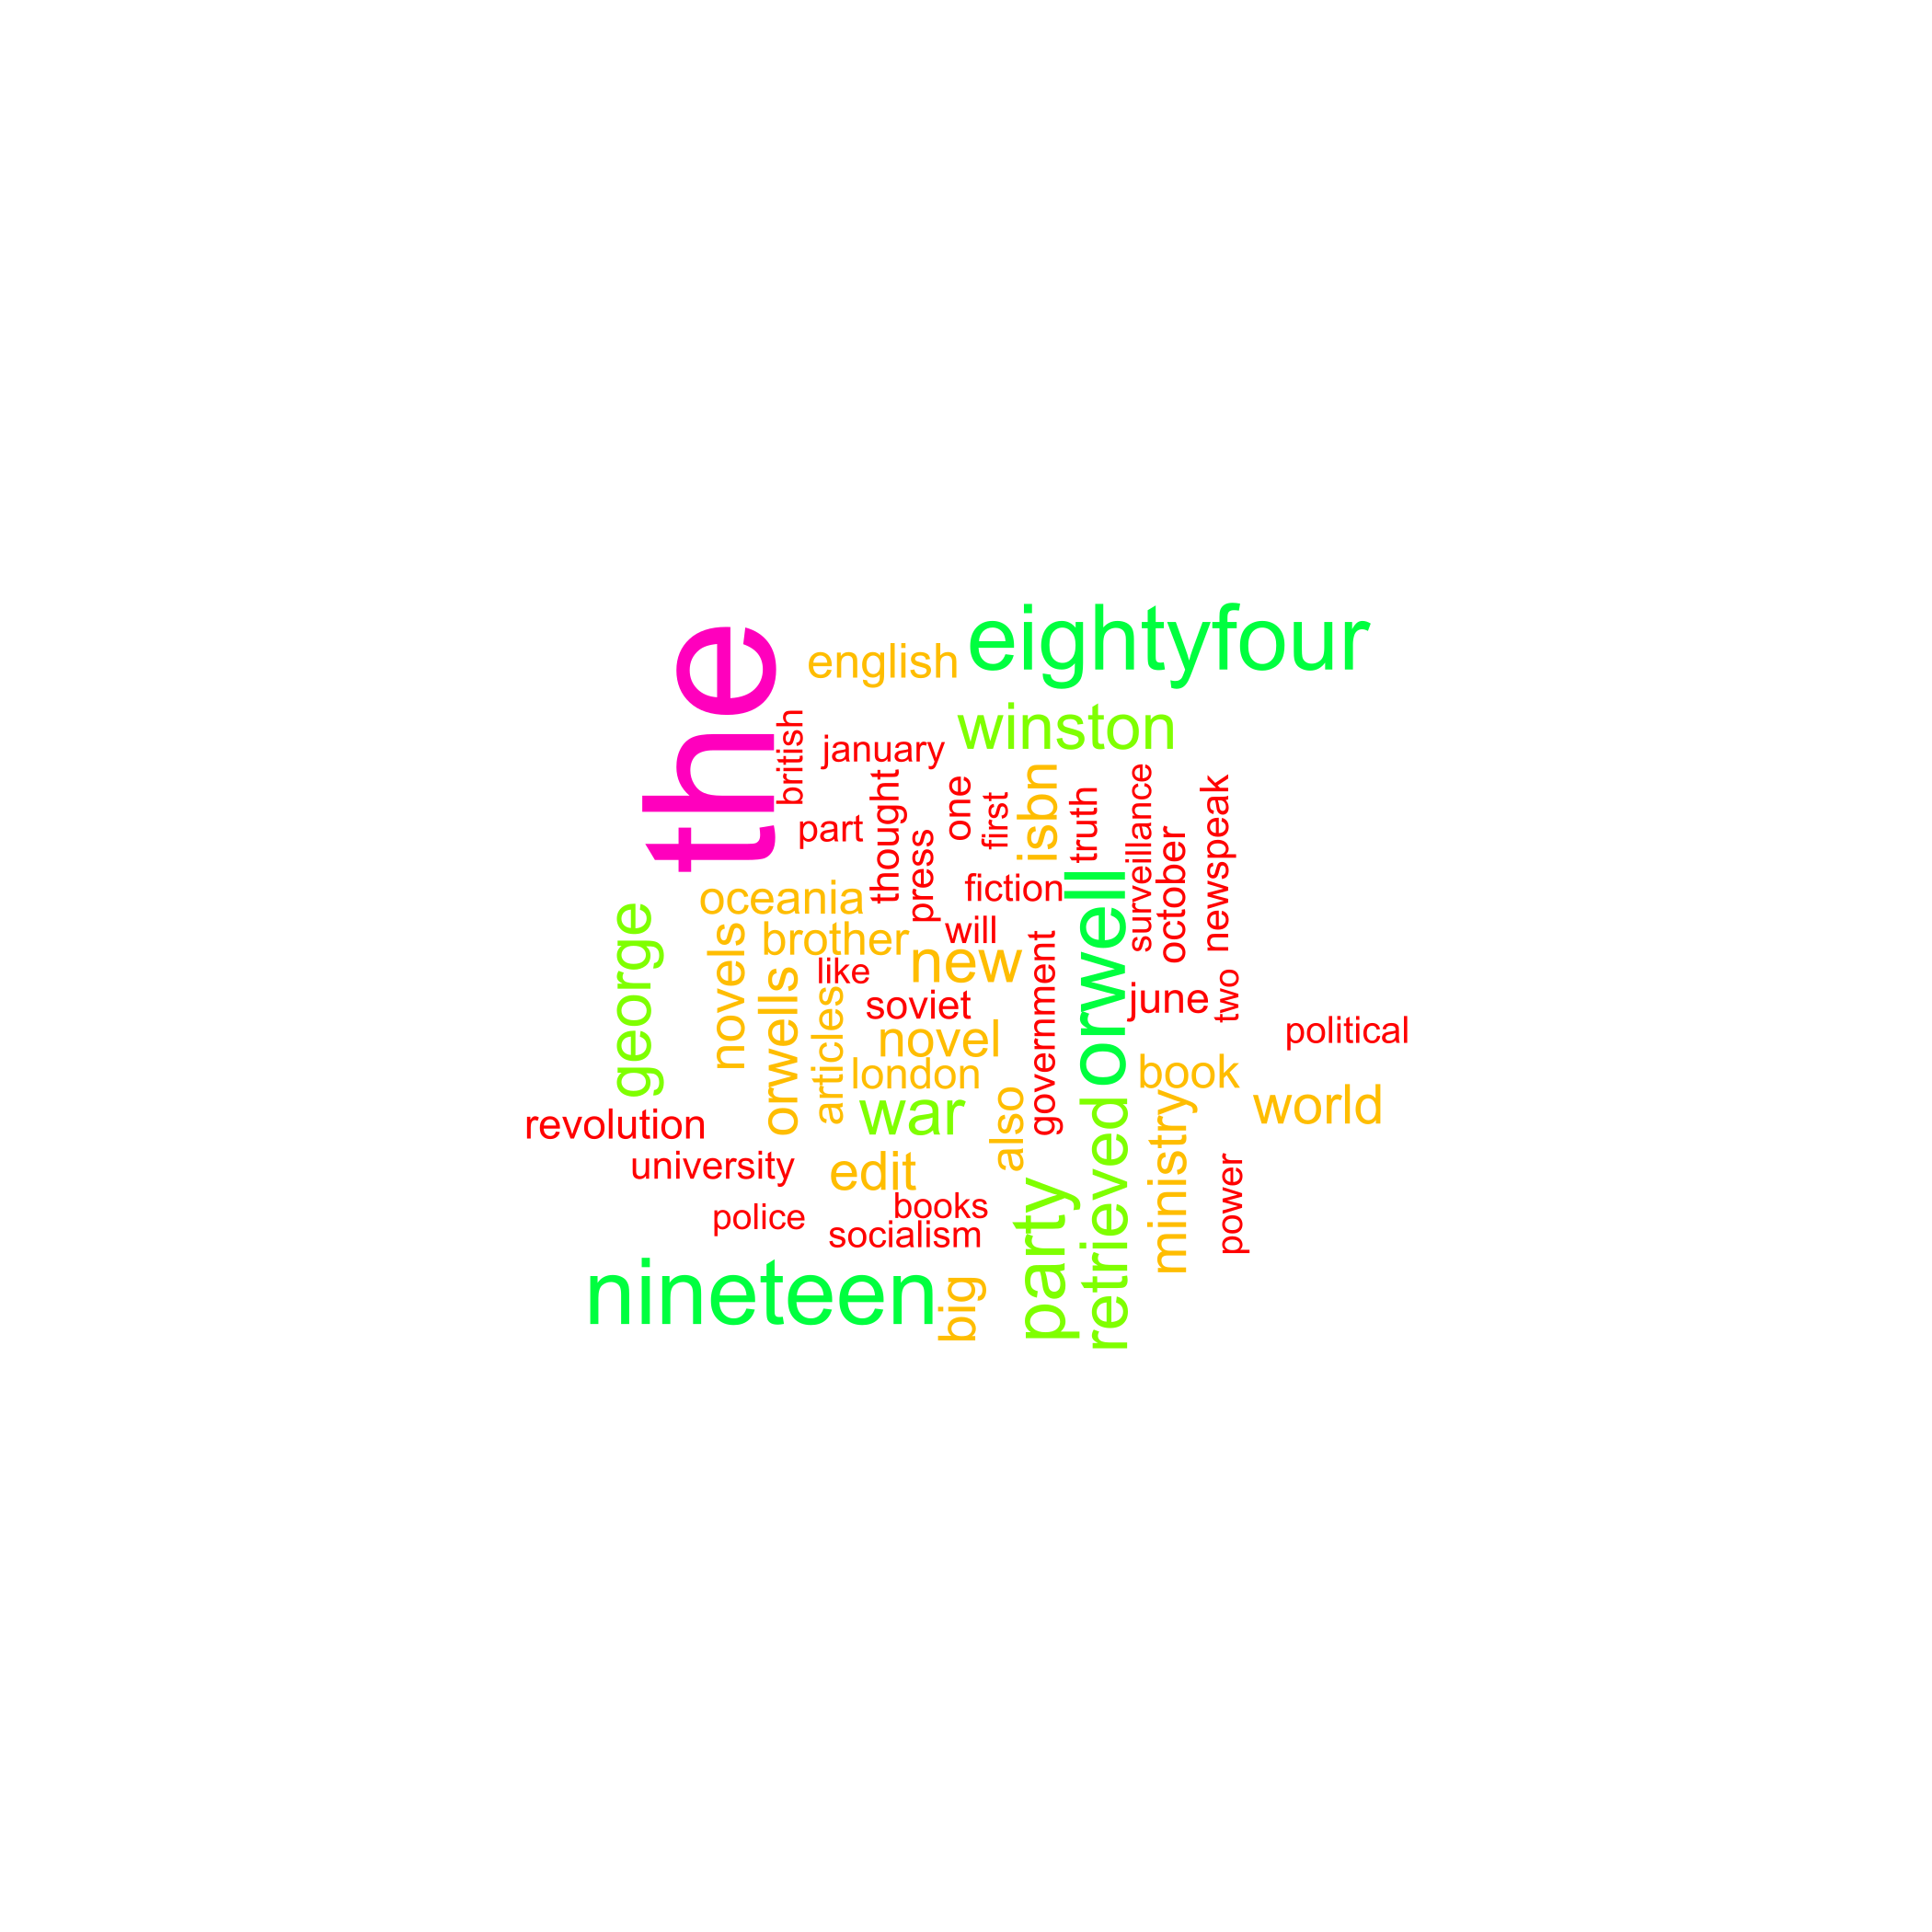 eightyfour
english
the
winston
british
january
isbn
surveillance
newspeak
thought
one
first
truth
part
october
press
fiction
orwell
oceania
george
novels
brother
will
new
like
orwells
soviet
articles
government
june
two
political
novel
london
book
war
also
world
revolution
retrieved
ministry
university
edit
power
books
police
socialism
party
nineteen
big